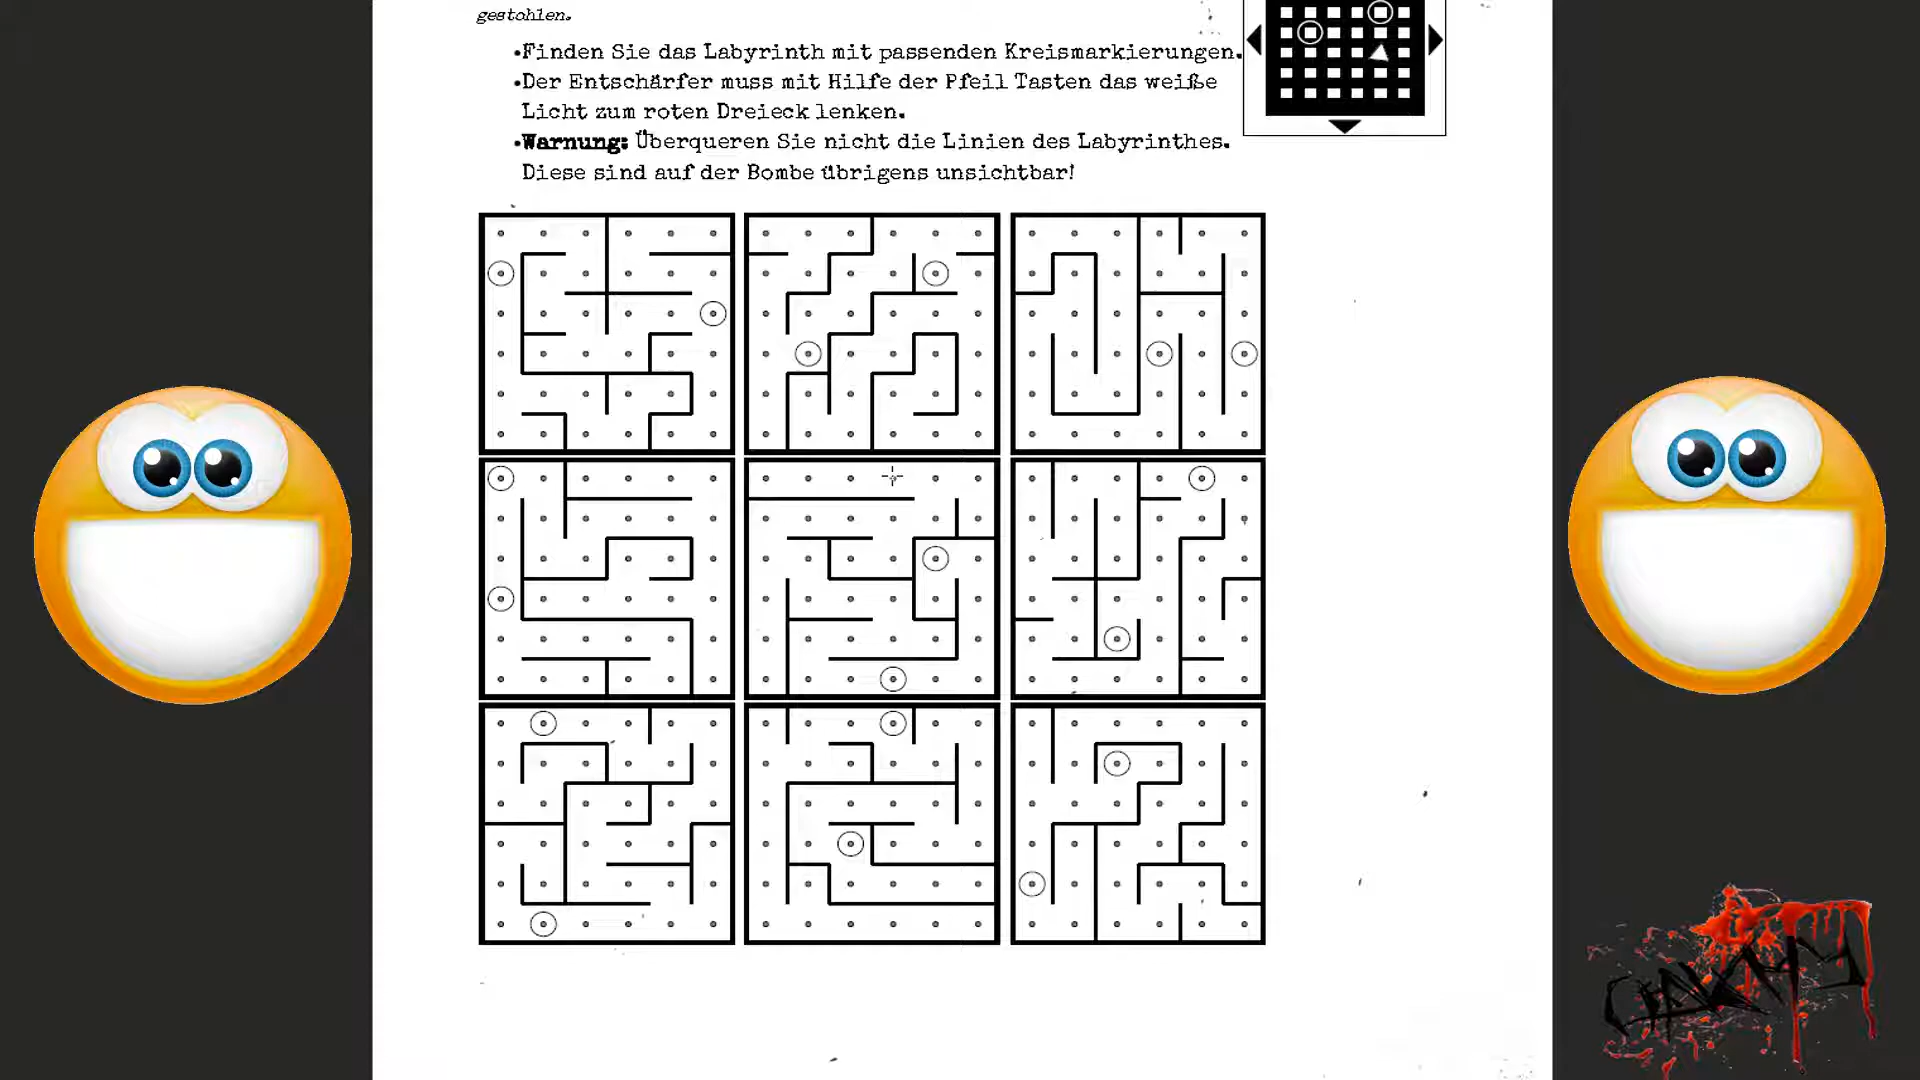 gestohlen.
•Finden Sie das Labyrinth mit passenden Kreismarkierungen.
•Der Entschärfer muss mit Hilfe der Pfeil Tasten das weiße
Licht zum roten Dreieck lenken.
•Warnung: Überqueren Sie nicht die Linien des Labyrinthes.
Diese sind auf der Bombe übrigens unsichtbar!